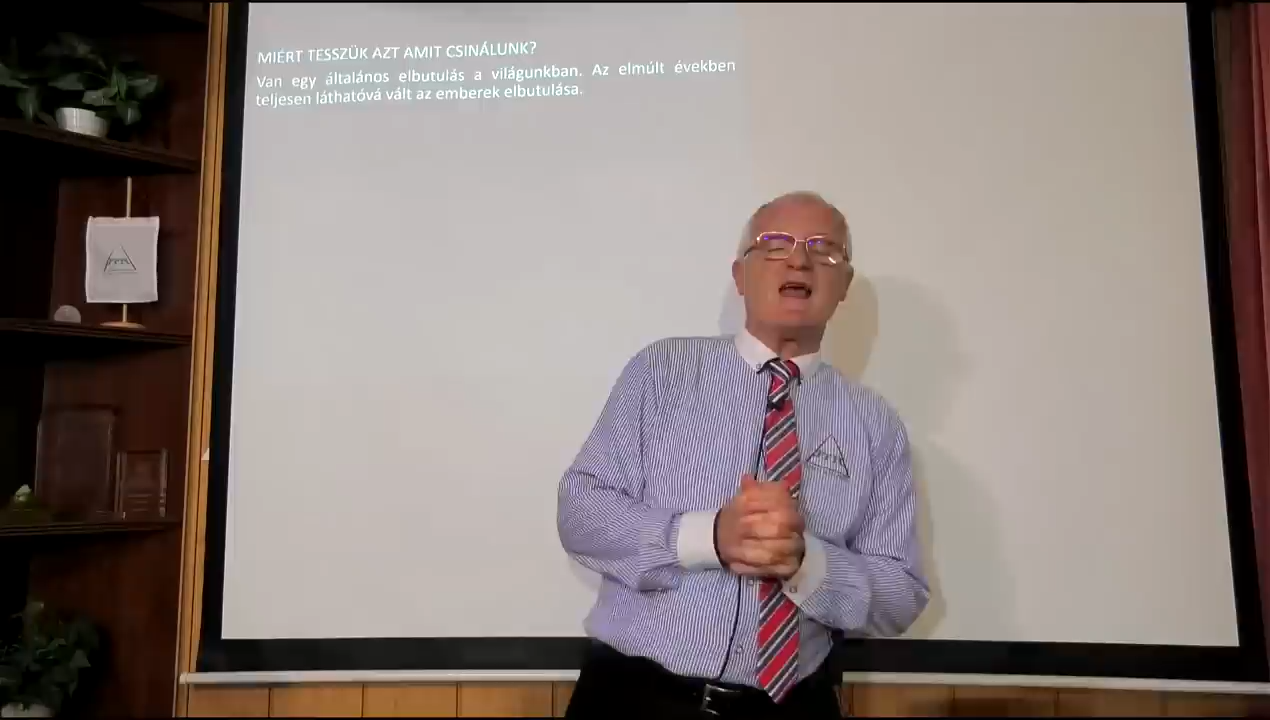 MIÉRT TESSZÜK AZT AMIT CSINÁLUNK?
Van egy általános elbutulás a világunkban. Az elmúlt években
teljesen láthatóvá vált az emberek elbutulása.